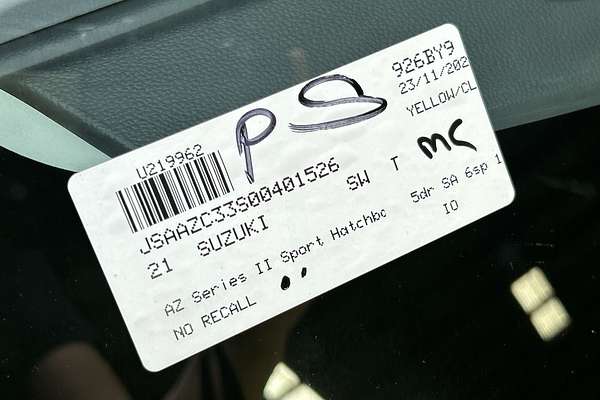 926BY9
23/11/202
YELLOW/CL
U219962
PS
JSAAZC33S00401526
SW T MC
21 SUZUKI
5dr SA 6sp 1
AZ Series II Sport Hatchbc
IO
NO RECALL